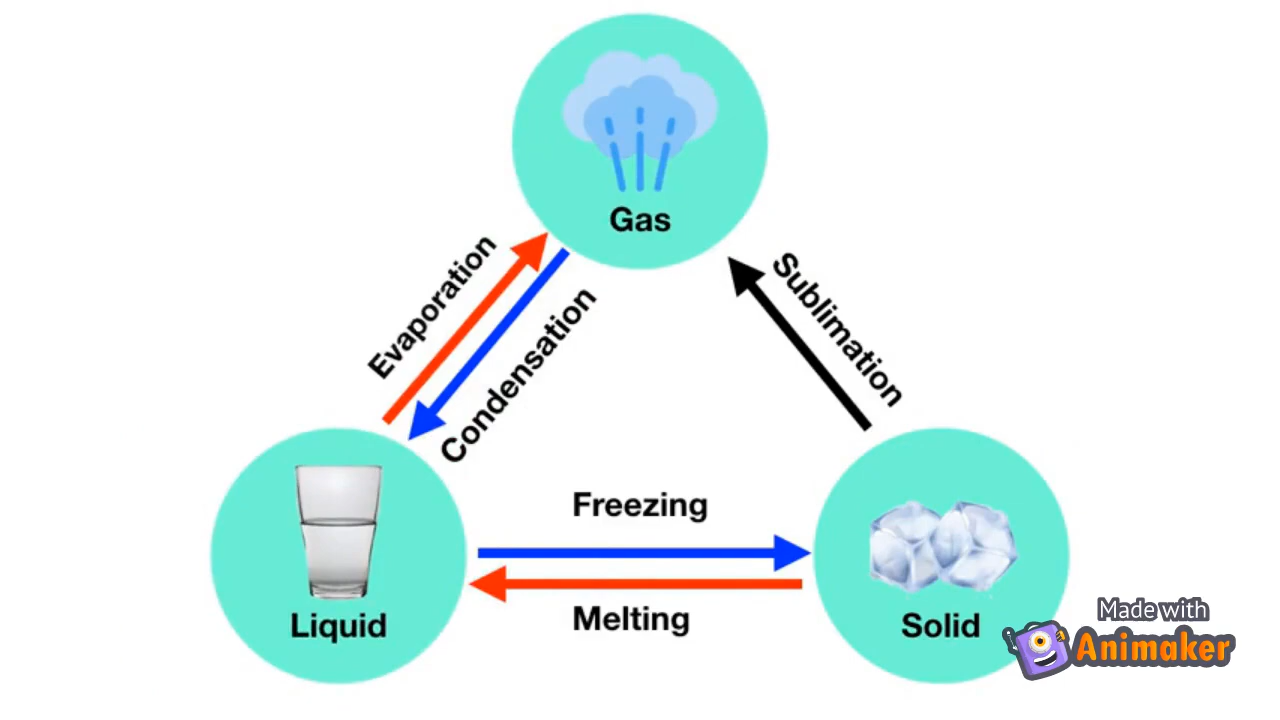 Gas
Evaporation
Condensation
Sublimation
Freezing
Melting
Liquid
Solid
Made with
Animaker